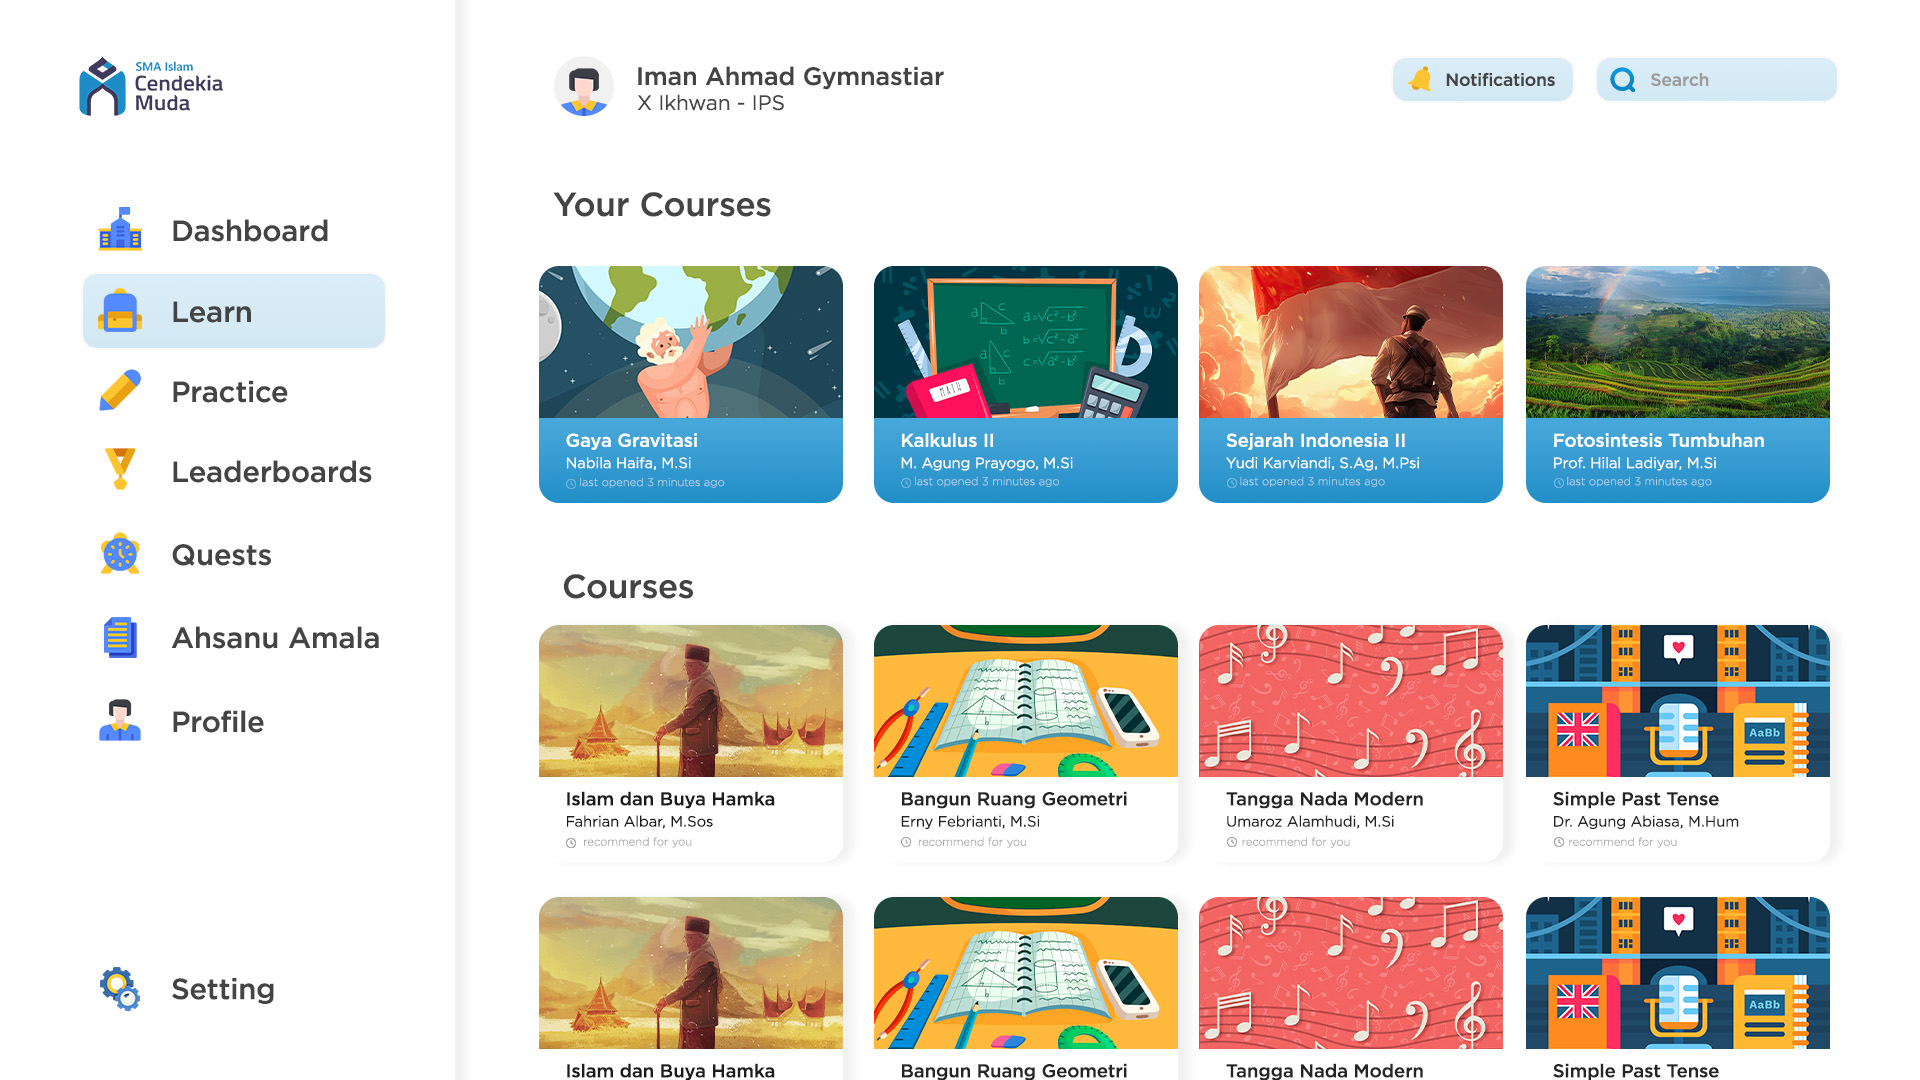 SMA Islam
Cendekia
Muda
Iman Ahmad Gymnastiar
X Ikhwan - IPS
Notifications
Search
Dashboard
Learn
Practice
Leaderboards
Quests
Ahsanu Amala
Profile
Setting
Your Courses
a
c
b
a=√c²-b²
b=√c²-a²
c=√a²-b²
a
c
b
MATH
Gaya Gravitasi
Nabila Haifa, M.Si
last opened 3 minutes ago
Kalkulus II
M. Agung Prayogo, M.Si
last opened 3 minutes ago
Sejarah Indonesia II
Yudi Karviandi, S.Ag, M.Psi
last opened 3 minutes ago
Fotosintesis Tumbuhan
Prof. Hilal Ladiyar, M.Si
last opened 3 minutes ago
Courses
AaBb
Islam dan Buya Hamka
Fahrian Albar, M.Sos
recommend for you
Bangun Ruang Geometri
Erny Febrianti, M.Si
recommend for you
Tangga Nada Modern
Umaroz Alamhudi, M.Si
recommend for you
Simple Past Tense
Dr. Agung Abiasa, M.Hum
recommend for you
AaBb
Islam dan Buya Hamka
Bangun Ruang Geometri
Tangga Nada Modern
Simple Past Tense